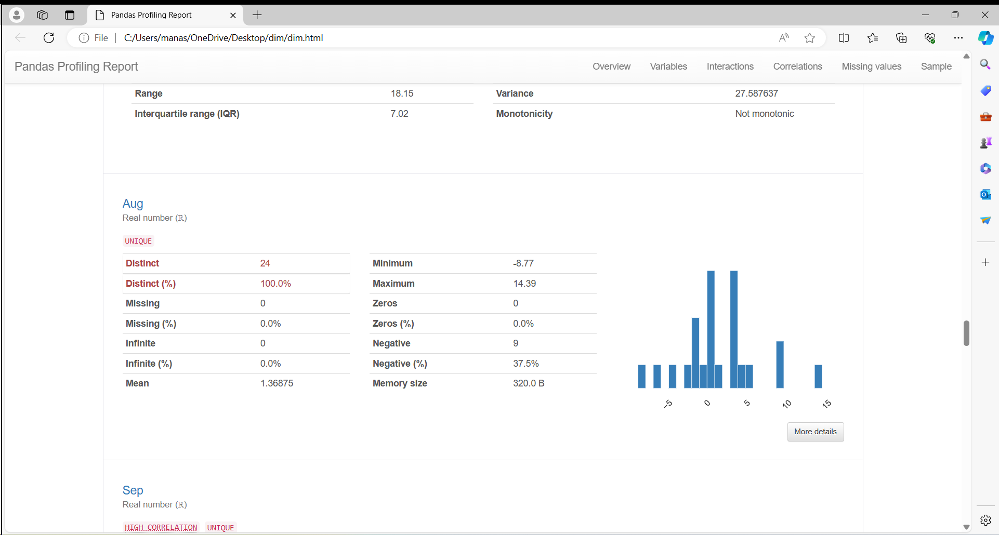 Pandas Profiling Report
File | C:/Users/manas/OneDrive/Desktop/dim/dim.html
Pandas Profiling Report Overview Variables Interactions Correlations Missing values Sample
Range 18.15 Variance 27.587637
Interquartile range (IQR) 7.02 Monotonicity Not monotonic
Aug
Real number (ℝ)
UNIQUE
Distinct 24 Minimum -8.77
Distinct (%) 100.0% Maximum 14.39
Missing 0 Zeros 0
Missing (%) 0.0% Zeros (%) 0.0%
Infinite 0 Negative 9
Infinite (%) 0.0% Negative (%) 37.5%
Mean 1.36875 Memory size 320.0 B
−5 0 5 10 15
More details
Sep
Real number (ℝ)
HIGH CORRELATION UNIQUE